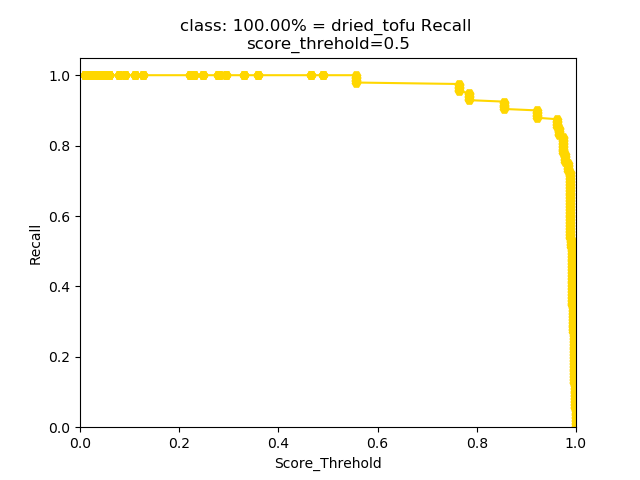 class: 100.00% = dried_tofu Recall
score_threhold=0.5
1.0
0.8
0.6
0.4
0.2
0.0
Recall
0.0 0.2 0.4 0.6 0.8 1.0
Score_Threhold